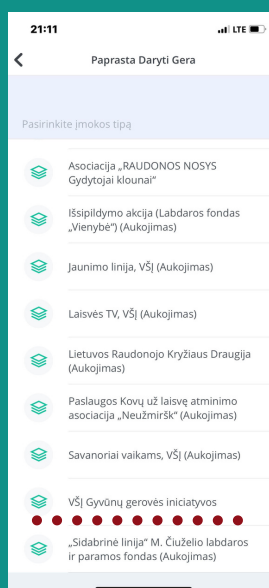 21:11
LTE
Paprasta Daryti Gera
Pasirinkite įmokos tipą
Asociacija „RAUDONOS NOSYS
Gydytojai klounai“
Išsipildymo akcija (Labdaros fondas
„Vienybė“) (Aukojimas)
Jaunimo linija, VŠĮ (Aukojimas)
Laisvės TV, VŠĮ (Aukojimas)
Lietuvos Raudonojo Kryžiaus Draugija
(Aukojimas)
Paslaugos Kovų už laisvę atminimo
asociacija „Neužmiršk“ (Aukojimas)
Savanoriai vaikams, VŠĮ (Aukojimas)
VŠĮ Gyvūnų gerovės iniciatyvos
„Sidabrinė linija“ M. Čiuželio labdaros
ir paramos fondas (Aukojimas)